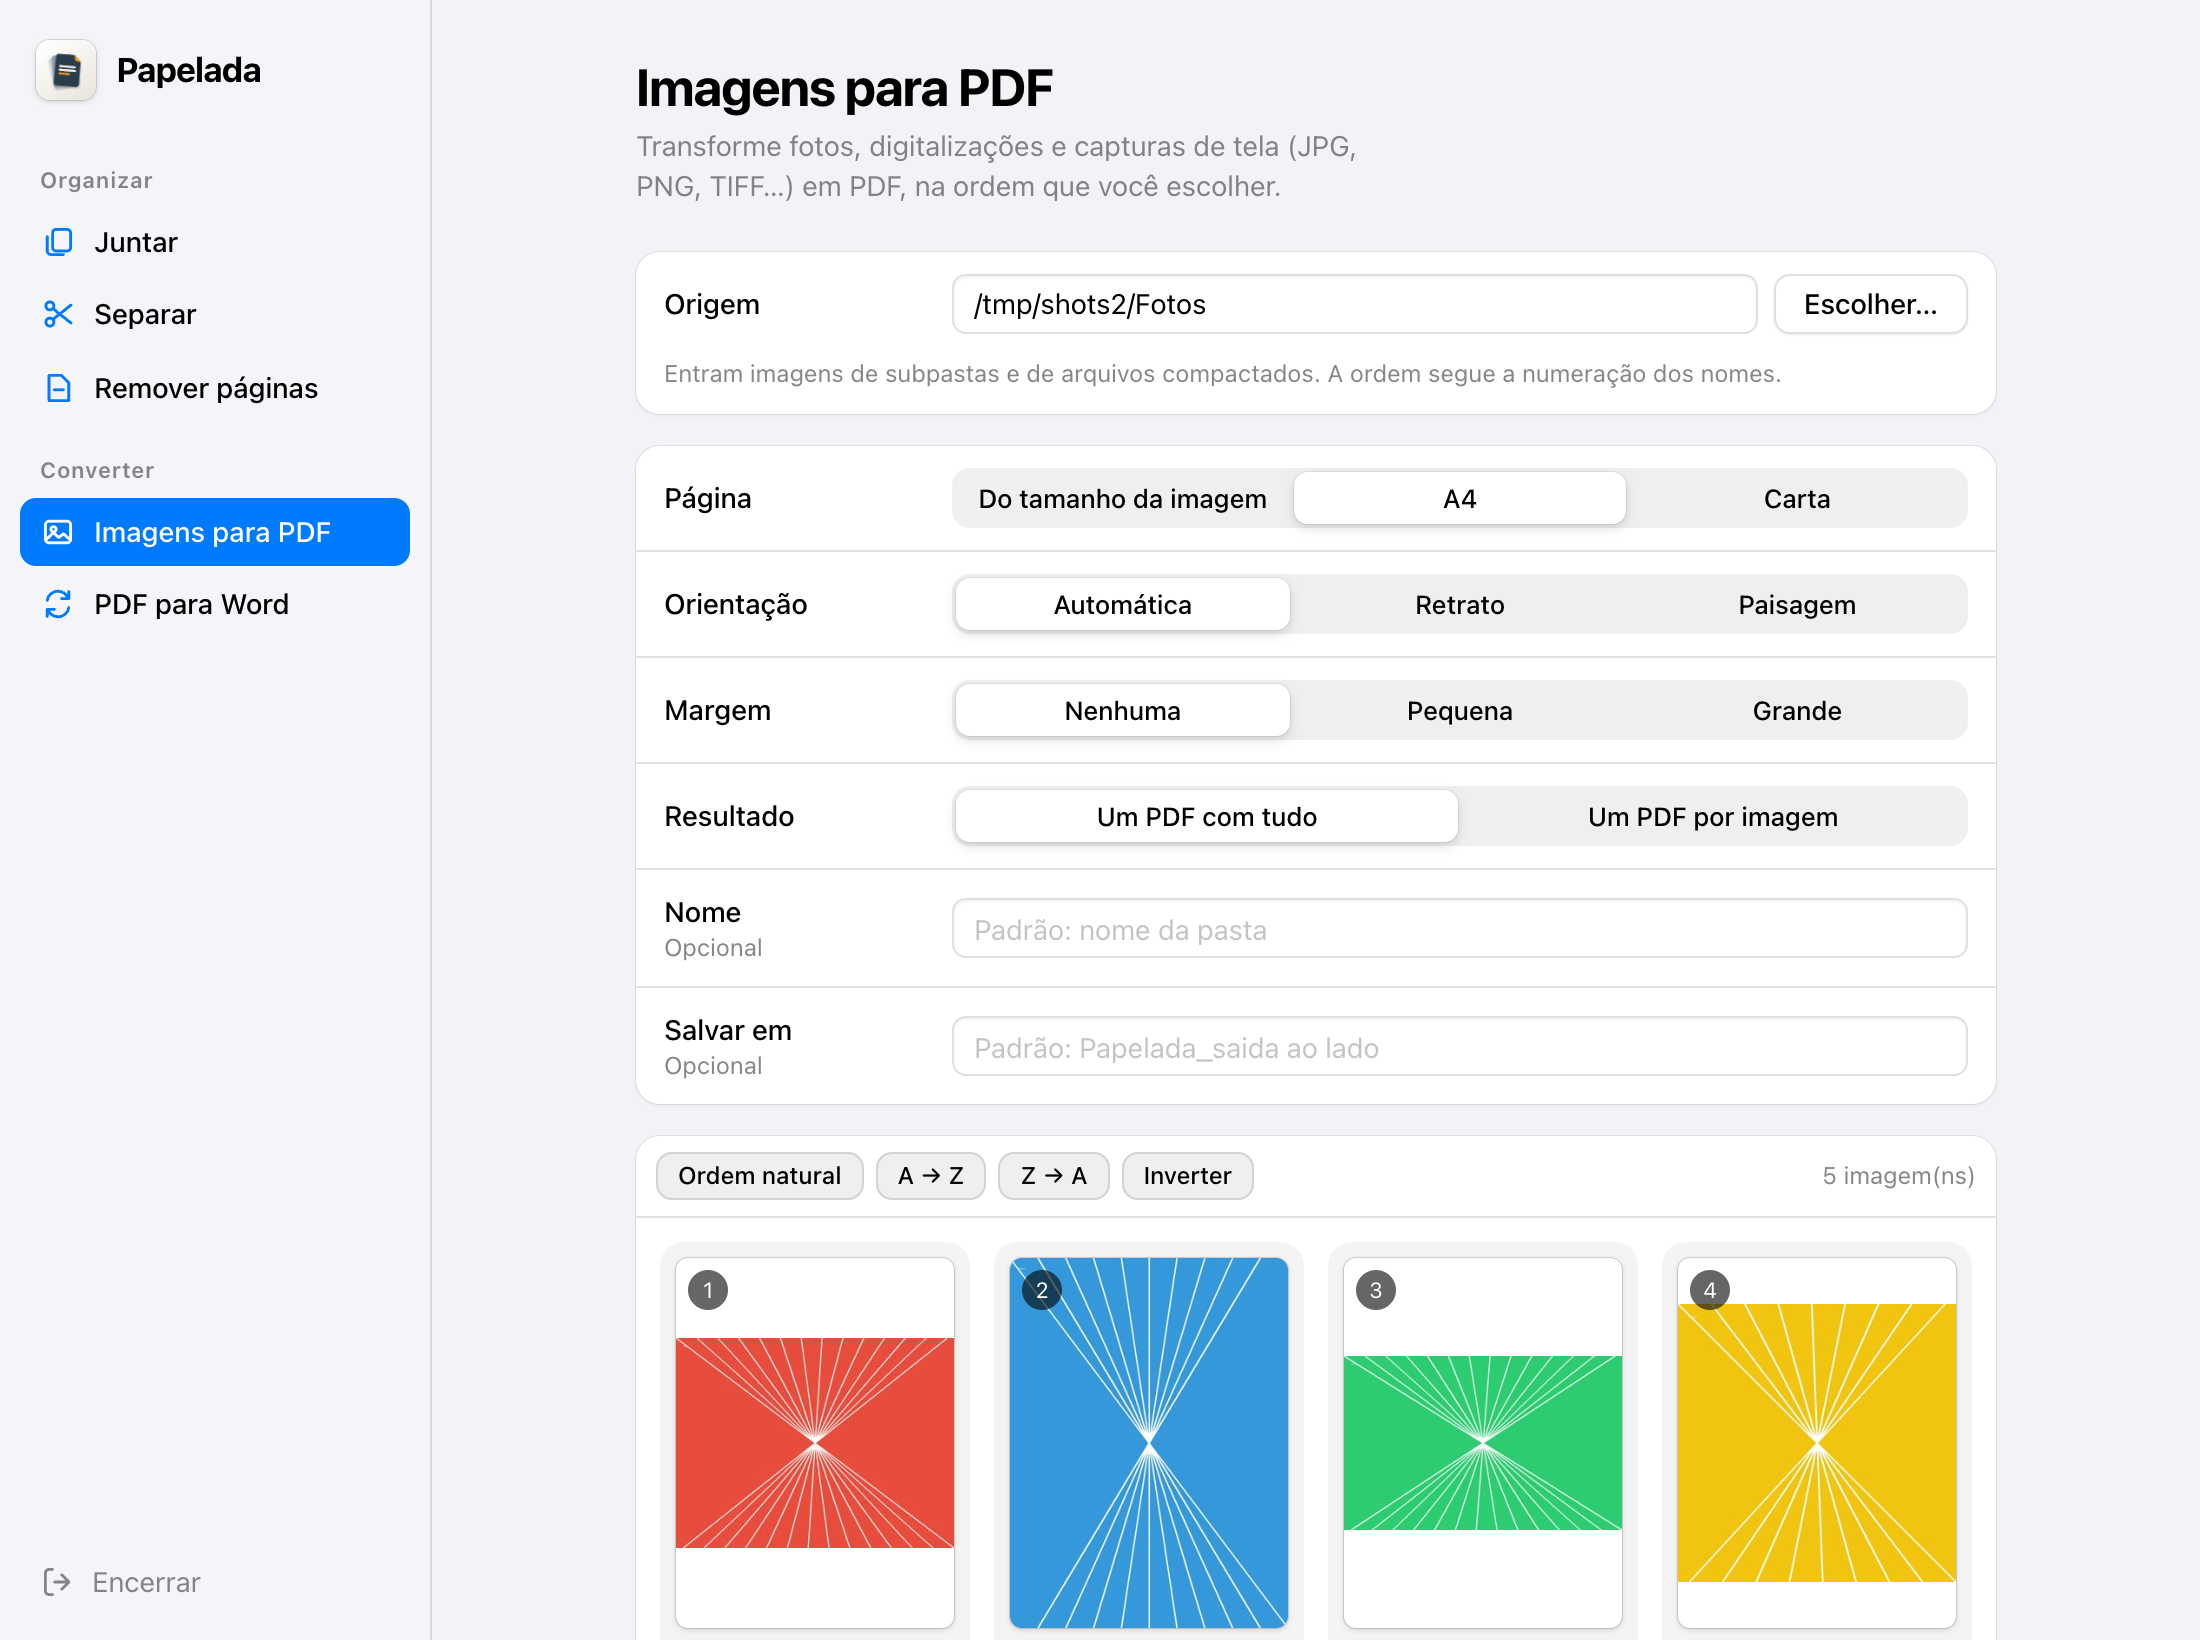 Papelada
Organizar
Juntar
Separar
Remover páginas
Converter
Imagens para PDF
PDF para Word
Encerrar
Imagens para PDF
Transforme fotos, digitalizações e capturas de tela (JPG,
PNG, TIFF...) em PDF, na ordem que você escolher.
Origem
/tmp/shots2/Fotos
Escolher...
Entram imagens de subpastas e de arquivos compactados. A ordem segue a numeração dos nomes.
Página
Do tamanho da imagem
A4
Carta
Orientação
Automática
Retrato
Paisagem
Margem
Nenhuma
Pequena
Grande
Resultado
Um PDF com tudo
Um PDF por imagem
Nome
Opcional
Padrão: nome da pasta
Salvar em
Opcional
Padrão: Papelada_saida ao lado
Ordem natural
A → Z
Z → A
Inverter
5 imagem(ns)
1
2
3
4